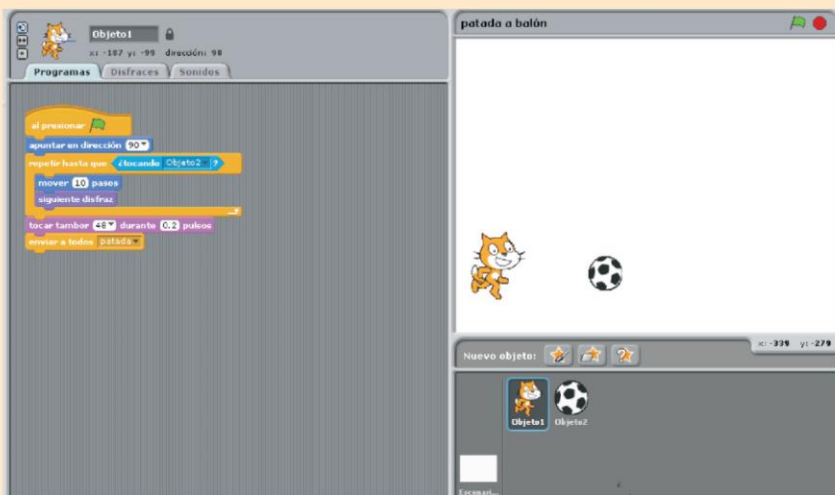 Objeto1
x: -187 y: -99 dirección: 90
Programas Disfraces Sonidos
al presionar
apuntar en dirección 90
repetir hasta que ¿tocando Objeto2 ?
mover 10 pasos
siguiente disfraz
tocar tambor 48 durante 0.2 pulsos
enviar a todos patada
patada a balón
x: -339 y: -279
Nuevo objeto:
Objeto1 Objeto2
Escenari...